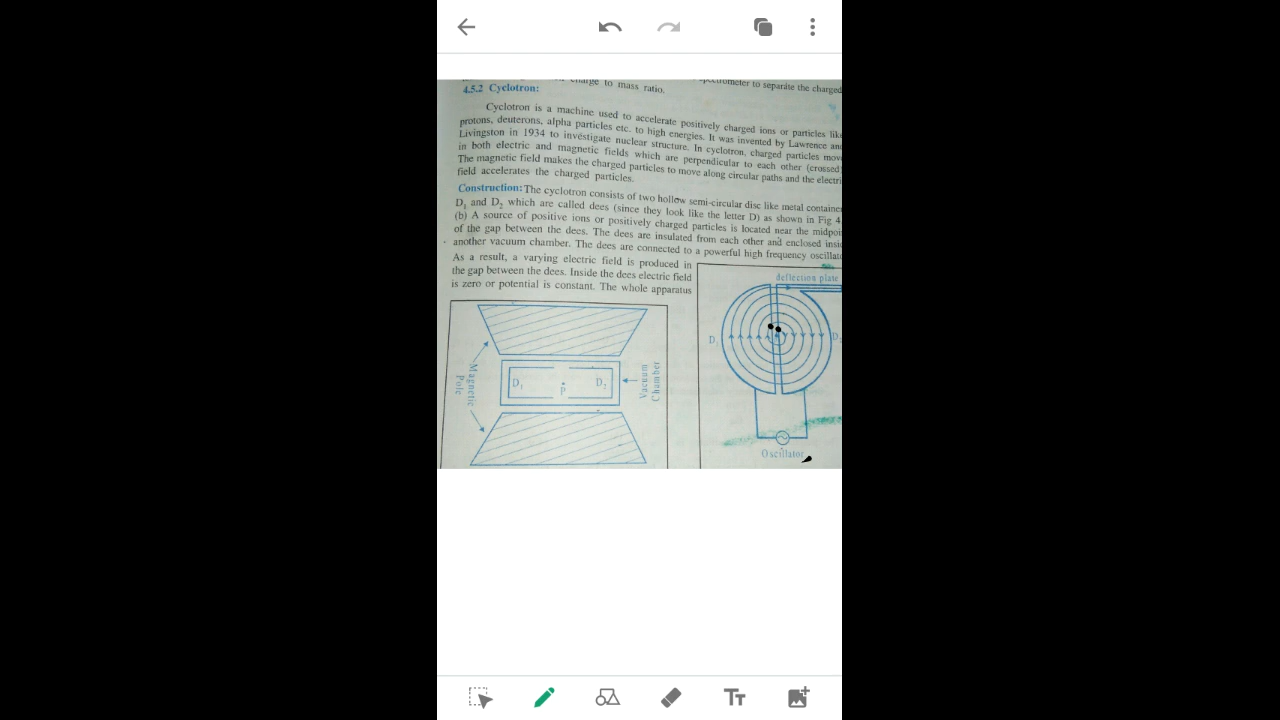 charge to mass ratio.
spectrometer to separate the charged
4.5.2 Cyclotron:
Cyclotron is a machine used to accelerate positively charged ions or particles
protons, deuterons, alpha particles etc. to high energies. It was invented by Lawrence
Livingston in 1934 to investigate nuclear structure. In cyclotron, charged particles
in both electric and magnetic fields which are perpendicular to each other (crossed)
The magnetic field makes the charged particles to move along circular paths and the
field accelerates the charged particles.
Construction: The cyclotron consists of two hollow semi-circular disc like metal
D₁ and D₂ which are called dees (since they look like the letter D) as shown in Fig 4.
(b) A source of positive ions or positively charged particles is located near the
of the gap between the dees. The dees are insulated from each other and enclosed
another vacuum chamber. The dees are connected to a powerful high frequency
As a result, a varying electric field is produced in
the gap between the dees. Inside the dees electric field
is zero or potential is constant. The whole apparatus
Magnetic
Pole
D₁
P
D₂
Vacuum
Chamber
deflection plate
D
D
Oscillator
TT